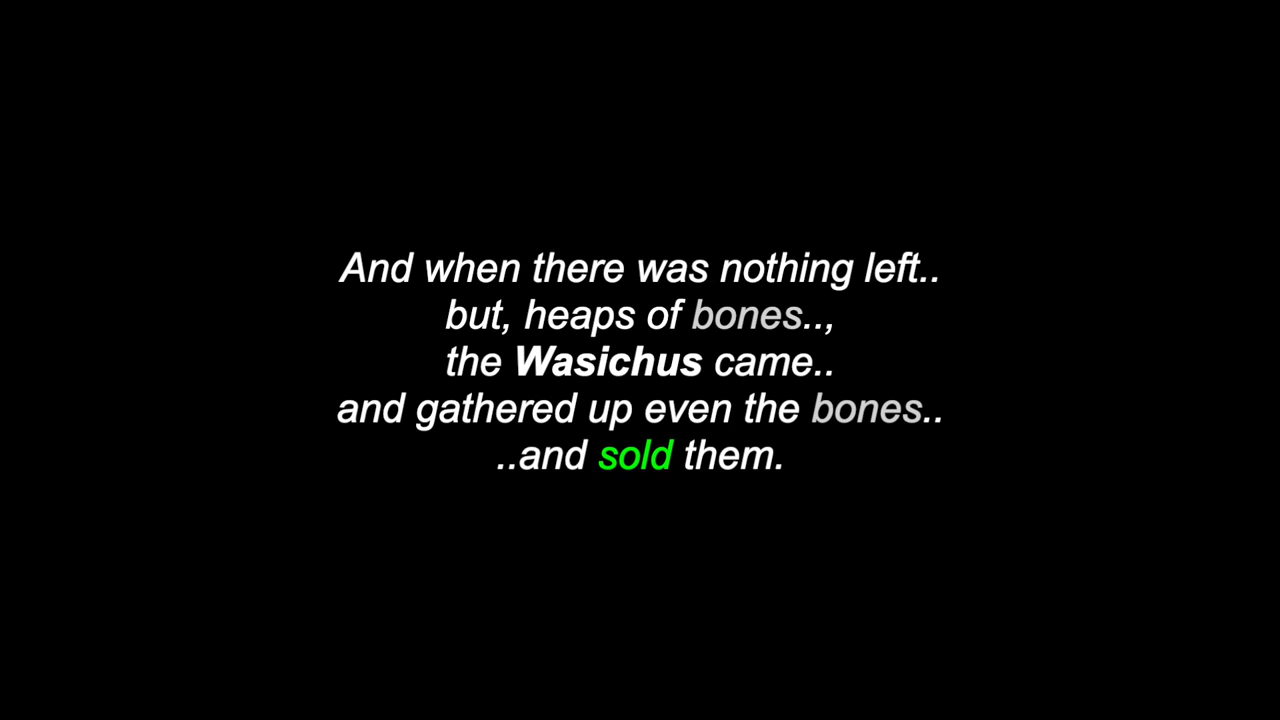 And when there was nothing left..
but, heaps of bones..,
the Wasichus came..
and gathered up even the bones..
..and sold them.